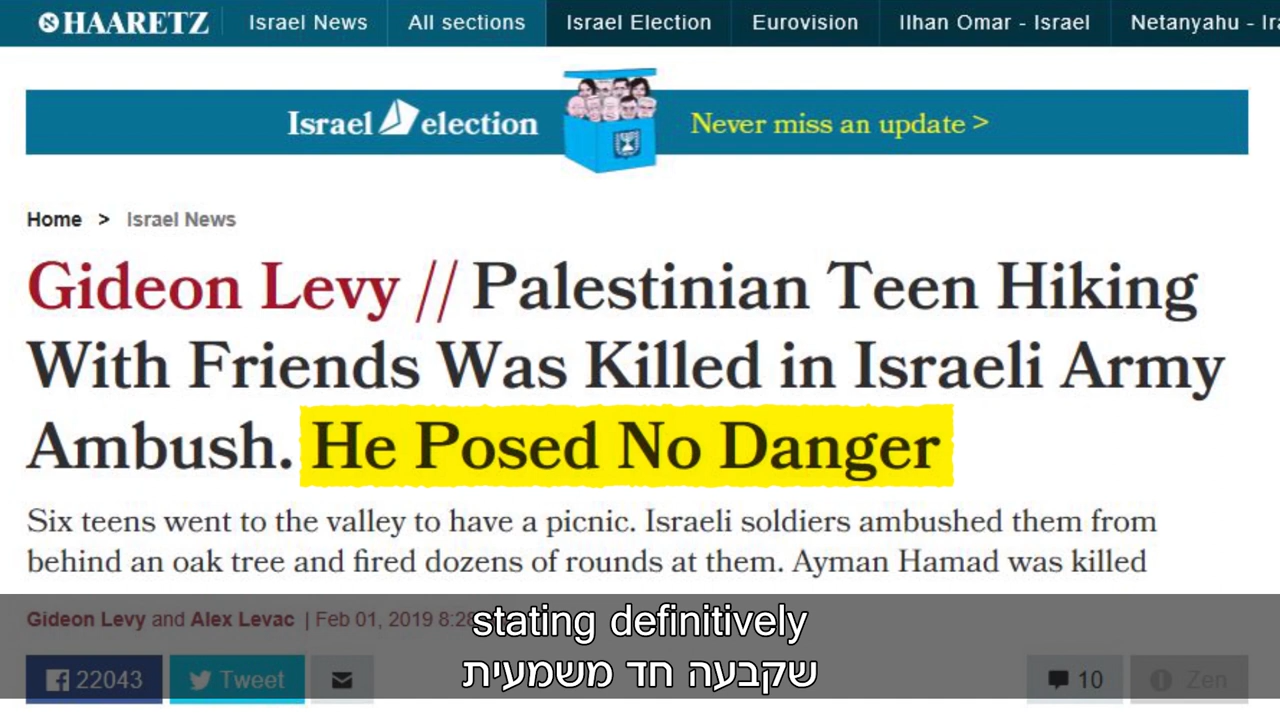 HAARETZ Israel News All sections Israel Election Eurovision Ilhan Omar - Israel Netanyahu -
Israel election Never miss an update >
Home > Israel News
Gideon Levy // Palestinian Teen Hiking
With Friends Was Killed in Israeli Army
Ambush. He Posed No Danger
Six teens went to the valley to have a picnic. Israeli soldiers ambushed them from
behind an oak tree and fired dozens of rounds at them. Ayman Hamad was killed
Gideon Levy and Alex Levac | Feb 01, 2019
stating definitively
שקבעה חד משמעית
22043 Tweet 10 Zen